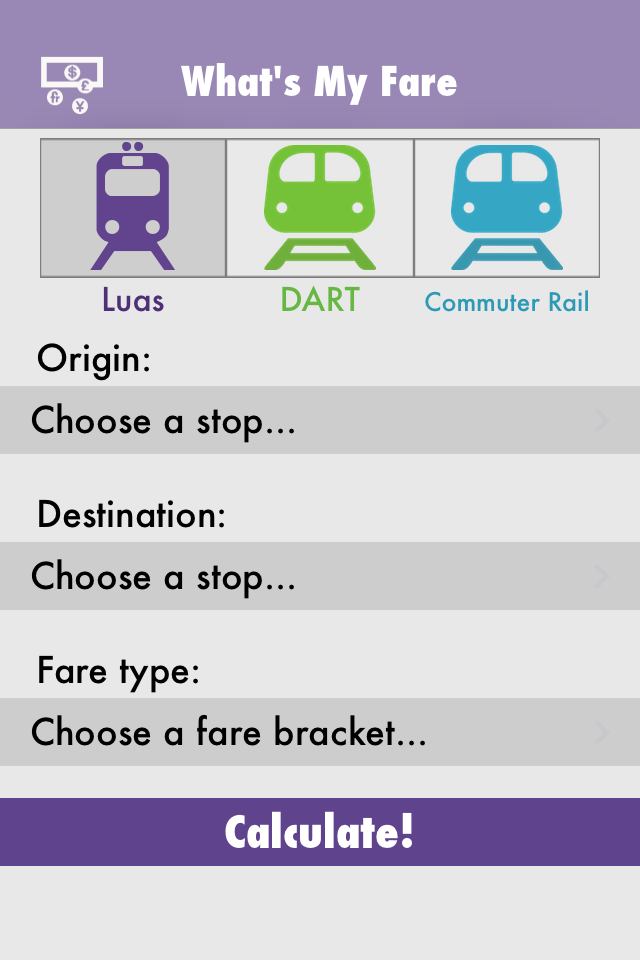 What's My Fare
Luas
DART
Commuter Rail
Origin:
Choose a stop...
Destination:
Choose a stop...
Fare type:
Choose a fare bracket...
Calculate!